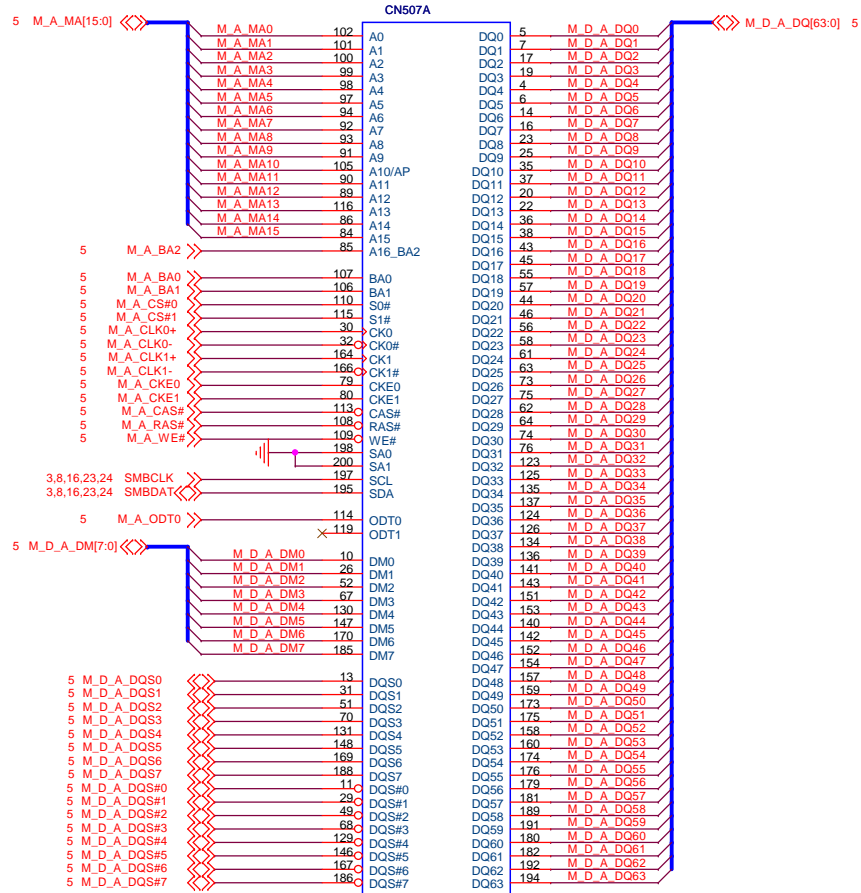 CN507A
5 M_A_MA[15:0] M_D_A_DQ[63:0] 5
M_A_MA0 102 A0 DQ0 5 M_D_A_DQ0
M_A_MA1 101 A1 DQ1 7 M_D_A_DQ1
M_A_MA2 100 A2 DQ2 17 M_D_A_DQ2
M_A_MA3 99 A3 DQ3 19 M_D_A_DQ3
M_A_MA4 98 A4 DQ4 4 M_D_A_DQ4
M_A_MA5 97 A5 DQ5 6 M_D_A_DQ5
M_A_MA6 94 A6 DQ6 14 M_D_A_DQ6
M_A_MA7 92 A7 DQ7 16 M_D_A_DQ7
M_A_MA8 93 A8 DQ8 23 M_D_A_DQ8
M_A_MA9 91 A9 DQ9 25 M_D_A_DQ9
M_A_MA10 105 A10/AP DQ10 35 M_D_A_DQ10
M_A_MA11 90 A11 DQ11 37 M_D_A_DQ11
M_A_MA12 89 A12 DQ12 20 M_D_A_DQ12
M_A_MA13 116 A13 DQ13 22 M_D_A_DQ13
M_A_MA14 86 A14 DQ14 36 M_D_A_DQ14
M_A_MA15 84 A15 DQ15 38 M_D_A_DQ15
5 M_A_BA2 85 A16_BA2 DQ16 43 M_D_A_DQ16
DQ17 45 M_D_A_DQ17
5 M_A_BA0 107 BA0 DQ18 55 M_D_A_DQ18
5 M_A_BA1 106 BA1 DQ19 57 M_D_A_DQ19
5 M_A_CS#0 110 S0# DQ20 44 M_D_A_DQ20
5 M_A_CS#1 115 S1# DQ21 46 M_D_A_DQ21
5 M_A_CLK0+ 30 CK0 DQ22 56 M_D_A_DQ22
5 M_A_CLK0- 32 CK0# DQ23 58 M_D_A_DQ23
5 M_A_CLK1+ 164 CK1 DQ24 61 M_D_A_DQ24
5 M_A_CLK1- 166 CK1# DQ25 63 M_D_A_DQ25
5 M_A_CKE0 79 CKE0 DQ26 73 M_D_A_DQ26
5 M_A_CKE1 80 CKE1 DQ27 75 M_D_A_DQ27
5 M_A_CAS# 113 CAS# DQ28 62 M_D_A_DQ28
5 M_A_RAS# 108 RAS# DQ29 64 M_D_A_DQ29
5 M_A_WE# 109 WE# DQ30 74 M_D_A_DQ30
198 SA0 DQ31 76 M_D_A_DQ31
200 SA1 DQ32 123 M_D_A_DQ32
3,8,16,23,24 SMBCLK 197 SCL DQ33 125 M_D_A_DQ33
3,8,16,23,24 SMBDAT 195 SDA DQ34 135 M_D_A_DQ34
DQ35 137 M_D_A_DQ35
5 M_A_ODT0 114 ODT0 DQ36 124 M_D_A_DQ36
119 ODT1 DQ37 126 M_D_A_DQ37
5 M_D_A_DM[7:0] DQ38 134 M_D_A_DQ38
M_D_A_DM0 10 DM0 DQ39 136 M_D_A_DQ39
M_D_A_DM1 26 DM1 DQ40 141 M_D_A_DQ40
M_D_A_DM2 52 DM2 DQ41 143 M_D_A_DQ41
M_D_A_DM3 67 DM3 DQ42 151 M_D_A_DQ42
M_D_A_DM4 130 DM4 DQ43 153 M_D_A_DQ43
M_D_A_DM5 147 DM5 DQ44 140 M_D_A_DQ44
M_D_A_DM6 170 DM6 DQ45 142 M_D_A_DQ45
M_D_A_DM7 185 DM7 DQ46 152 M_D_A_DQ46
DQ47 154 M_D_A_DQ47
5 M_D_A_DQS0 13 DQS0 DQ48 157 M_D_A_DQ48
5 M_D_A_DQS1 31 DQS1 DQ49 159 M_D_A_DQ49
5 M_D_A_DQS2 51 DQS2 DQ50 173 M_D_A_DQ50
5 M_D_A_DQS3 70 DQS3 DQ51 175 M_D_A_DQ51
5 M_D_A_DQS4 131 DQS4 DQ52 158 M_D_A_DQ52
5 M_D_A_DQS5 148 DQS5 DQ53 160 M_D_A_DQ53
5 M_D_A_DQS6 169 DQS6 DQ54 174 M_D_A_DQ54
5 M_D_A_DQS7 188 DQS7 DQ55 176 M_D_A_DQ55
5 M_D_A_DQS#0 11 DQS#0 DQ56 179 M_D_A_DQ56
5 M_D_A_DQS#1 29 DQS#1 DQ57 181 M_D_A_DQ57
5 M_D_A_DQS#2 49 DQS#2 DQ58 189 M_D_A_DQ58
5 M_D_A_DQS#3 68 DQS#3 DQ59 191 M_D_A_DQ59
5 M_D_A_DQS#4 129 DQS#4 DQ60 180 M_D_A_DQ60
5 M_D_A_DQS#5 146 DQS#5 DQ61 182 M_D_A_DQ61
5 M_D_A_DQS#6 167 DQS#6 DQ62 192 M_D_A_DQ62
5 M_D_A_DQS#7 186 DQS#7 DQ63 194 M_D_A_DQ63